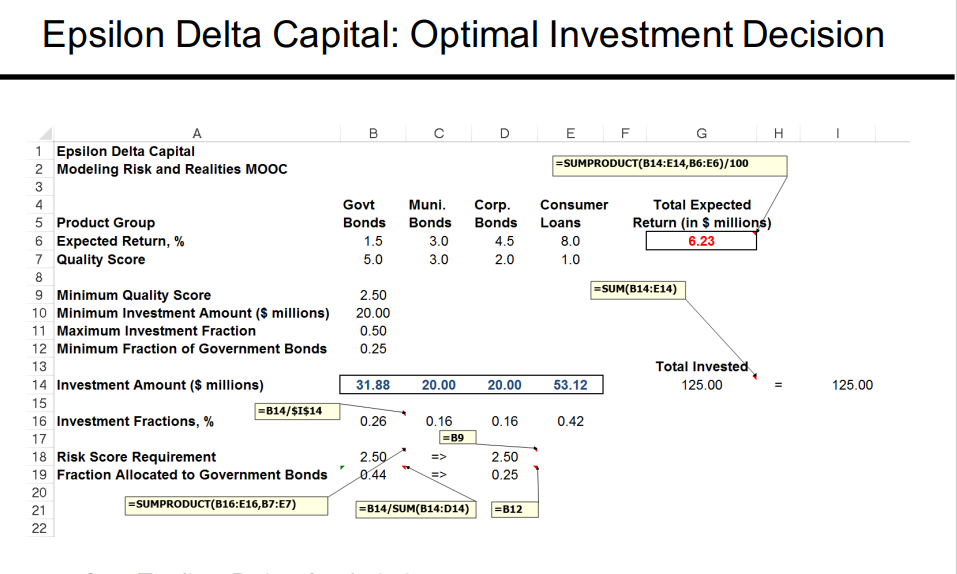 Epsilon Delta Capital: Optimal Investment Decision
A B C D E F G H I
1 Epsilon Delta Capital
2 Modeling Risk and Realities MOOC =SUMPRODUCT(B14:E14,B6:E6)/100
3
4 Govt Muni. Corp. Consumer Total Expected
5 Product Group Bonds Bonds Bonds Loans Return (in $ millions)
6 Expected Return, % 1.5 3.0 4.5 8.0 6.23
7 Quality Score 5.0 3.0 2.0 1.0
8
9 Minimum Quality Score 2.50 =SUM(B14:E14)
10 Minimum Investment Amount ($ millions) 20.00
11 Maximum Investment Fraction 0.50
12 Minimum Fraction of Government Bonds 0.25
13 Total Invested
14 Investment Amount ($ millions) 31.88 20.00 20.00 53.12 125.00 = 125.00
15 =B14/$I$14
16 Investment Fractions, % 0.26 0.16 0.16 0.42
17 =B9
18 Risk Score Requirement 2.50 => 2.50
19 Fraction Allocated to Government Bonds 0.44 => 0.25
20
21 =SUMPRODUCT(B16:E16,B7:E7) =B14/SUM(B14:D14) =B12
22